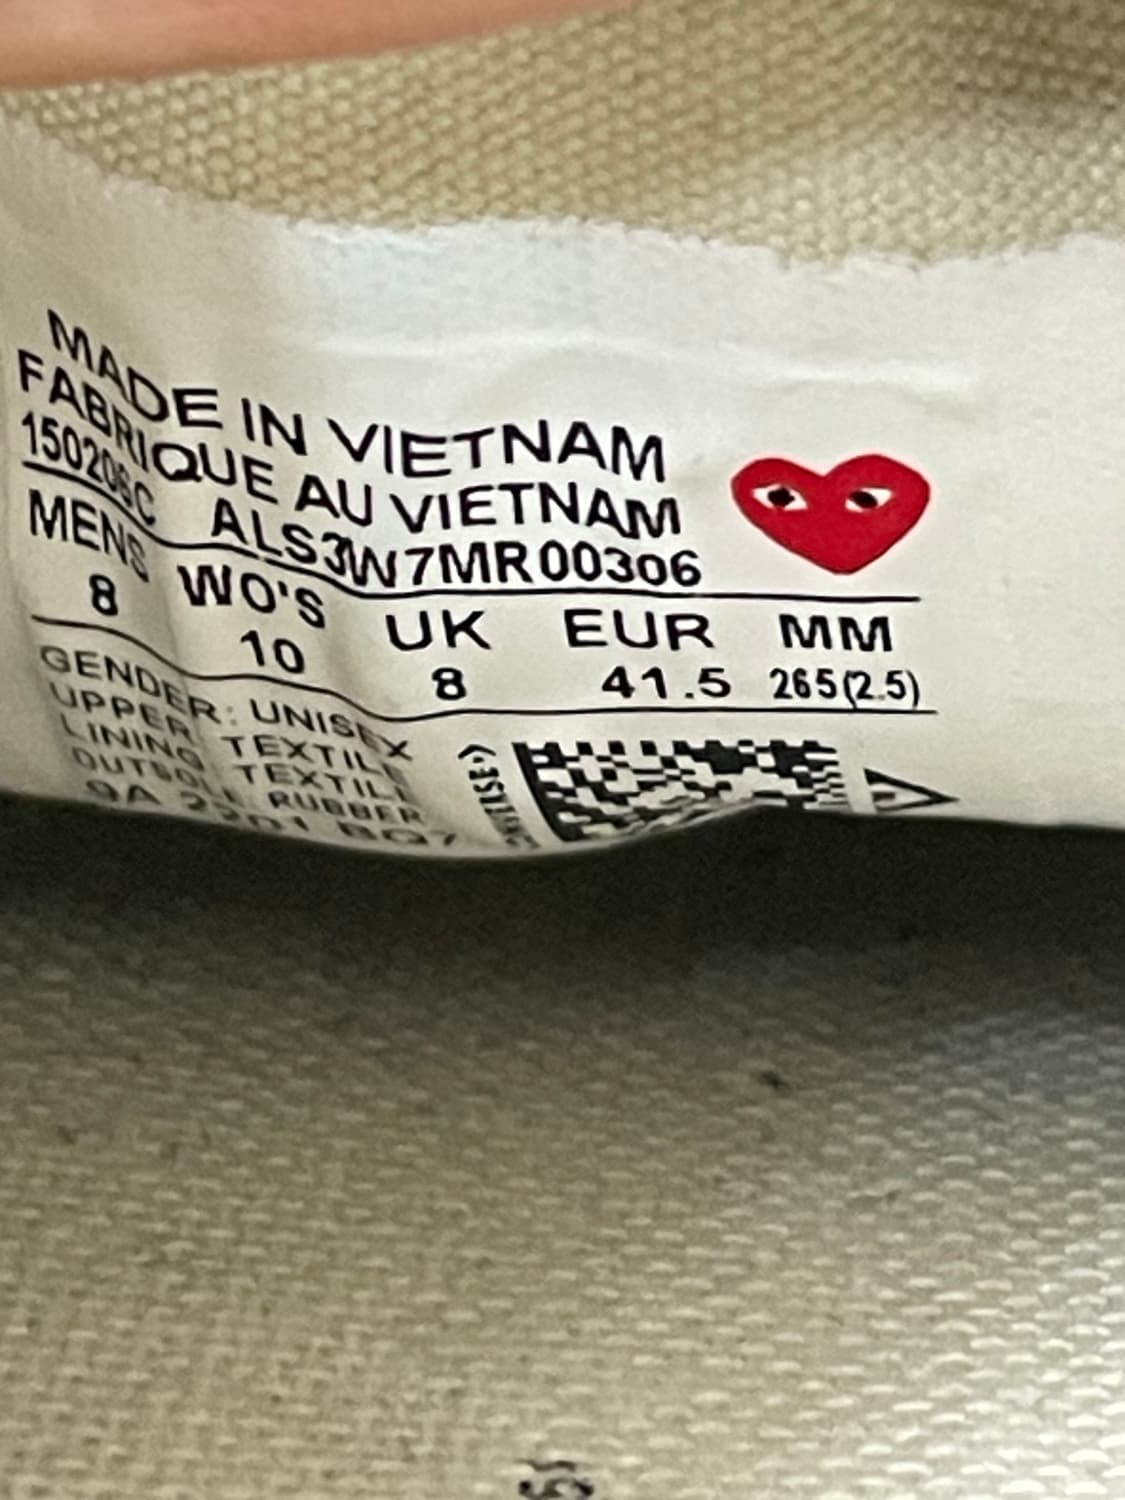 MADE IN VIETNAM
FABRIQUE AU VIETNAM
150206C ALS3W7MR00306
MENS WO'S UK EUR MM
8 10 8 41.5 265(2.5)
GENDER: UNISEX
UPPER: TEXTILE
LINING: TEXTILE
OUTSOLE: RUBBER